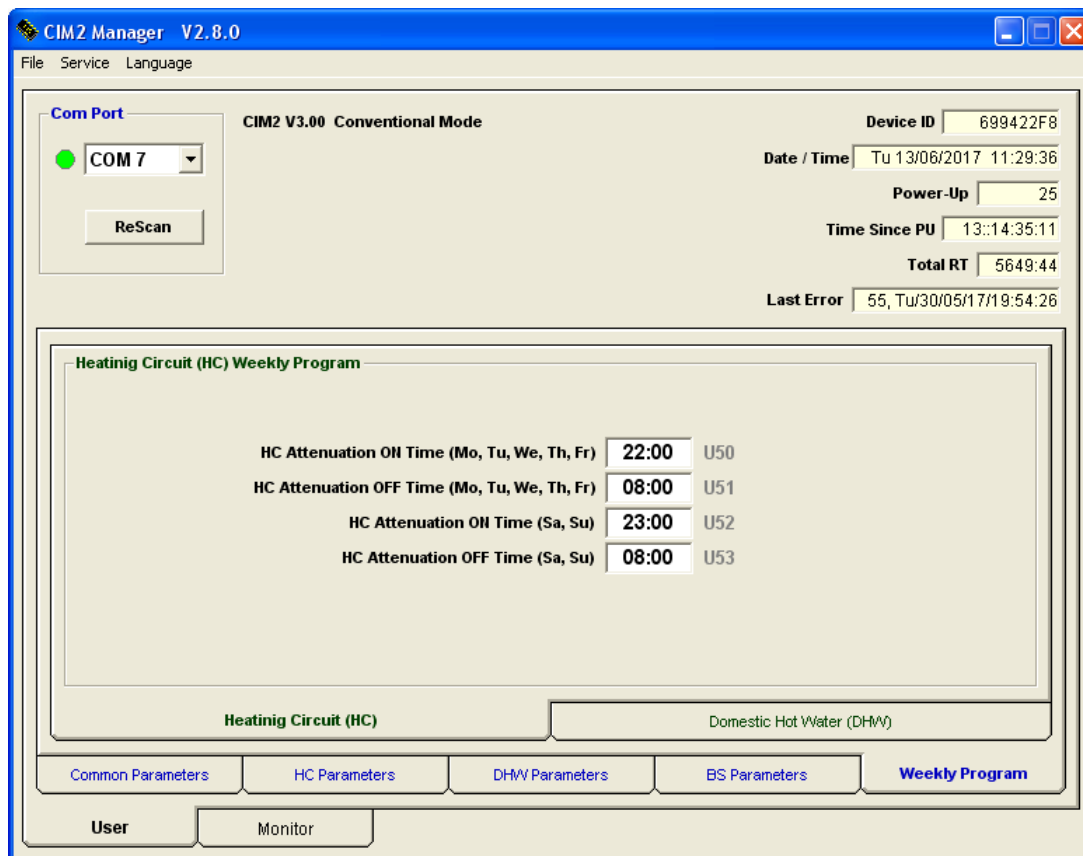 CIM2 Manager V2.8.0
File Service Language
Com Port
COM 7
ReScan
CIM2 V3.00 Conventional Mode
Device ID 699422F8
Date / Time Tu 13/06/2017 11:29:36
Power-Up 25
Time Since PU 13::14:35:11
Total RT 5649:44
Last Error 55, Tu/30/05/17/19:54:26
Heatinig Circuit (HC) Weekly Program
HC Attenuation ON Time (Mo, Tu, We, Th, Fr) 22:00 U50
HC Attenuation OFF Time (Mo, Tu, We, Th, Fr) 08:00 U51
HC Attenuation ON Time (Sa, Su) 23:00 U52
HC Attenuation OFF Time (Sa, Su) 08:00 U53
Heatinig Circuit (HC) Domestic Hot Water (DHW)
Common Parameters HC Parameters DHW Parameters BS Parameters Weekly Program
User Monitor